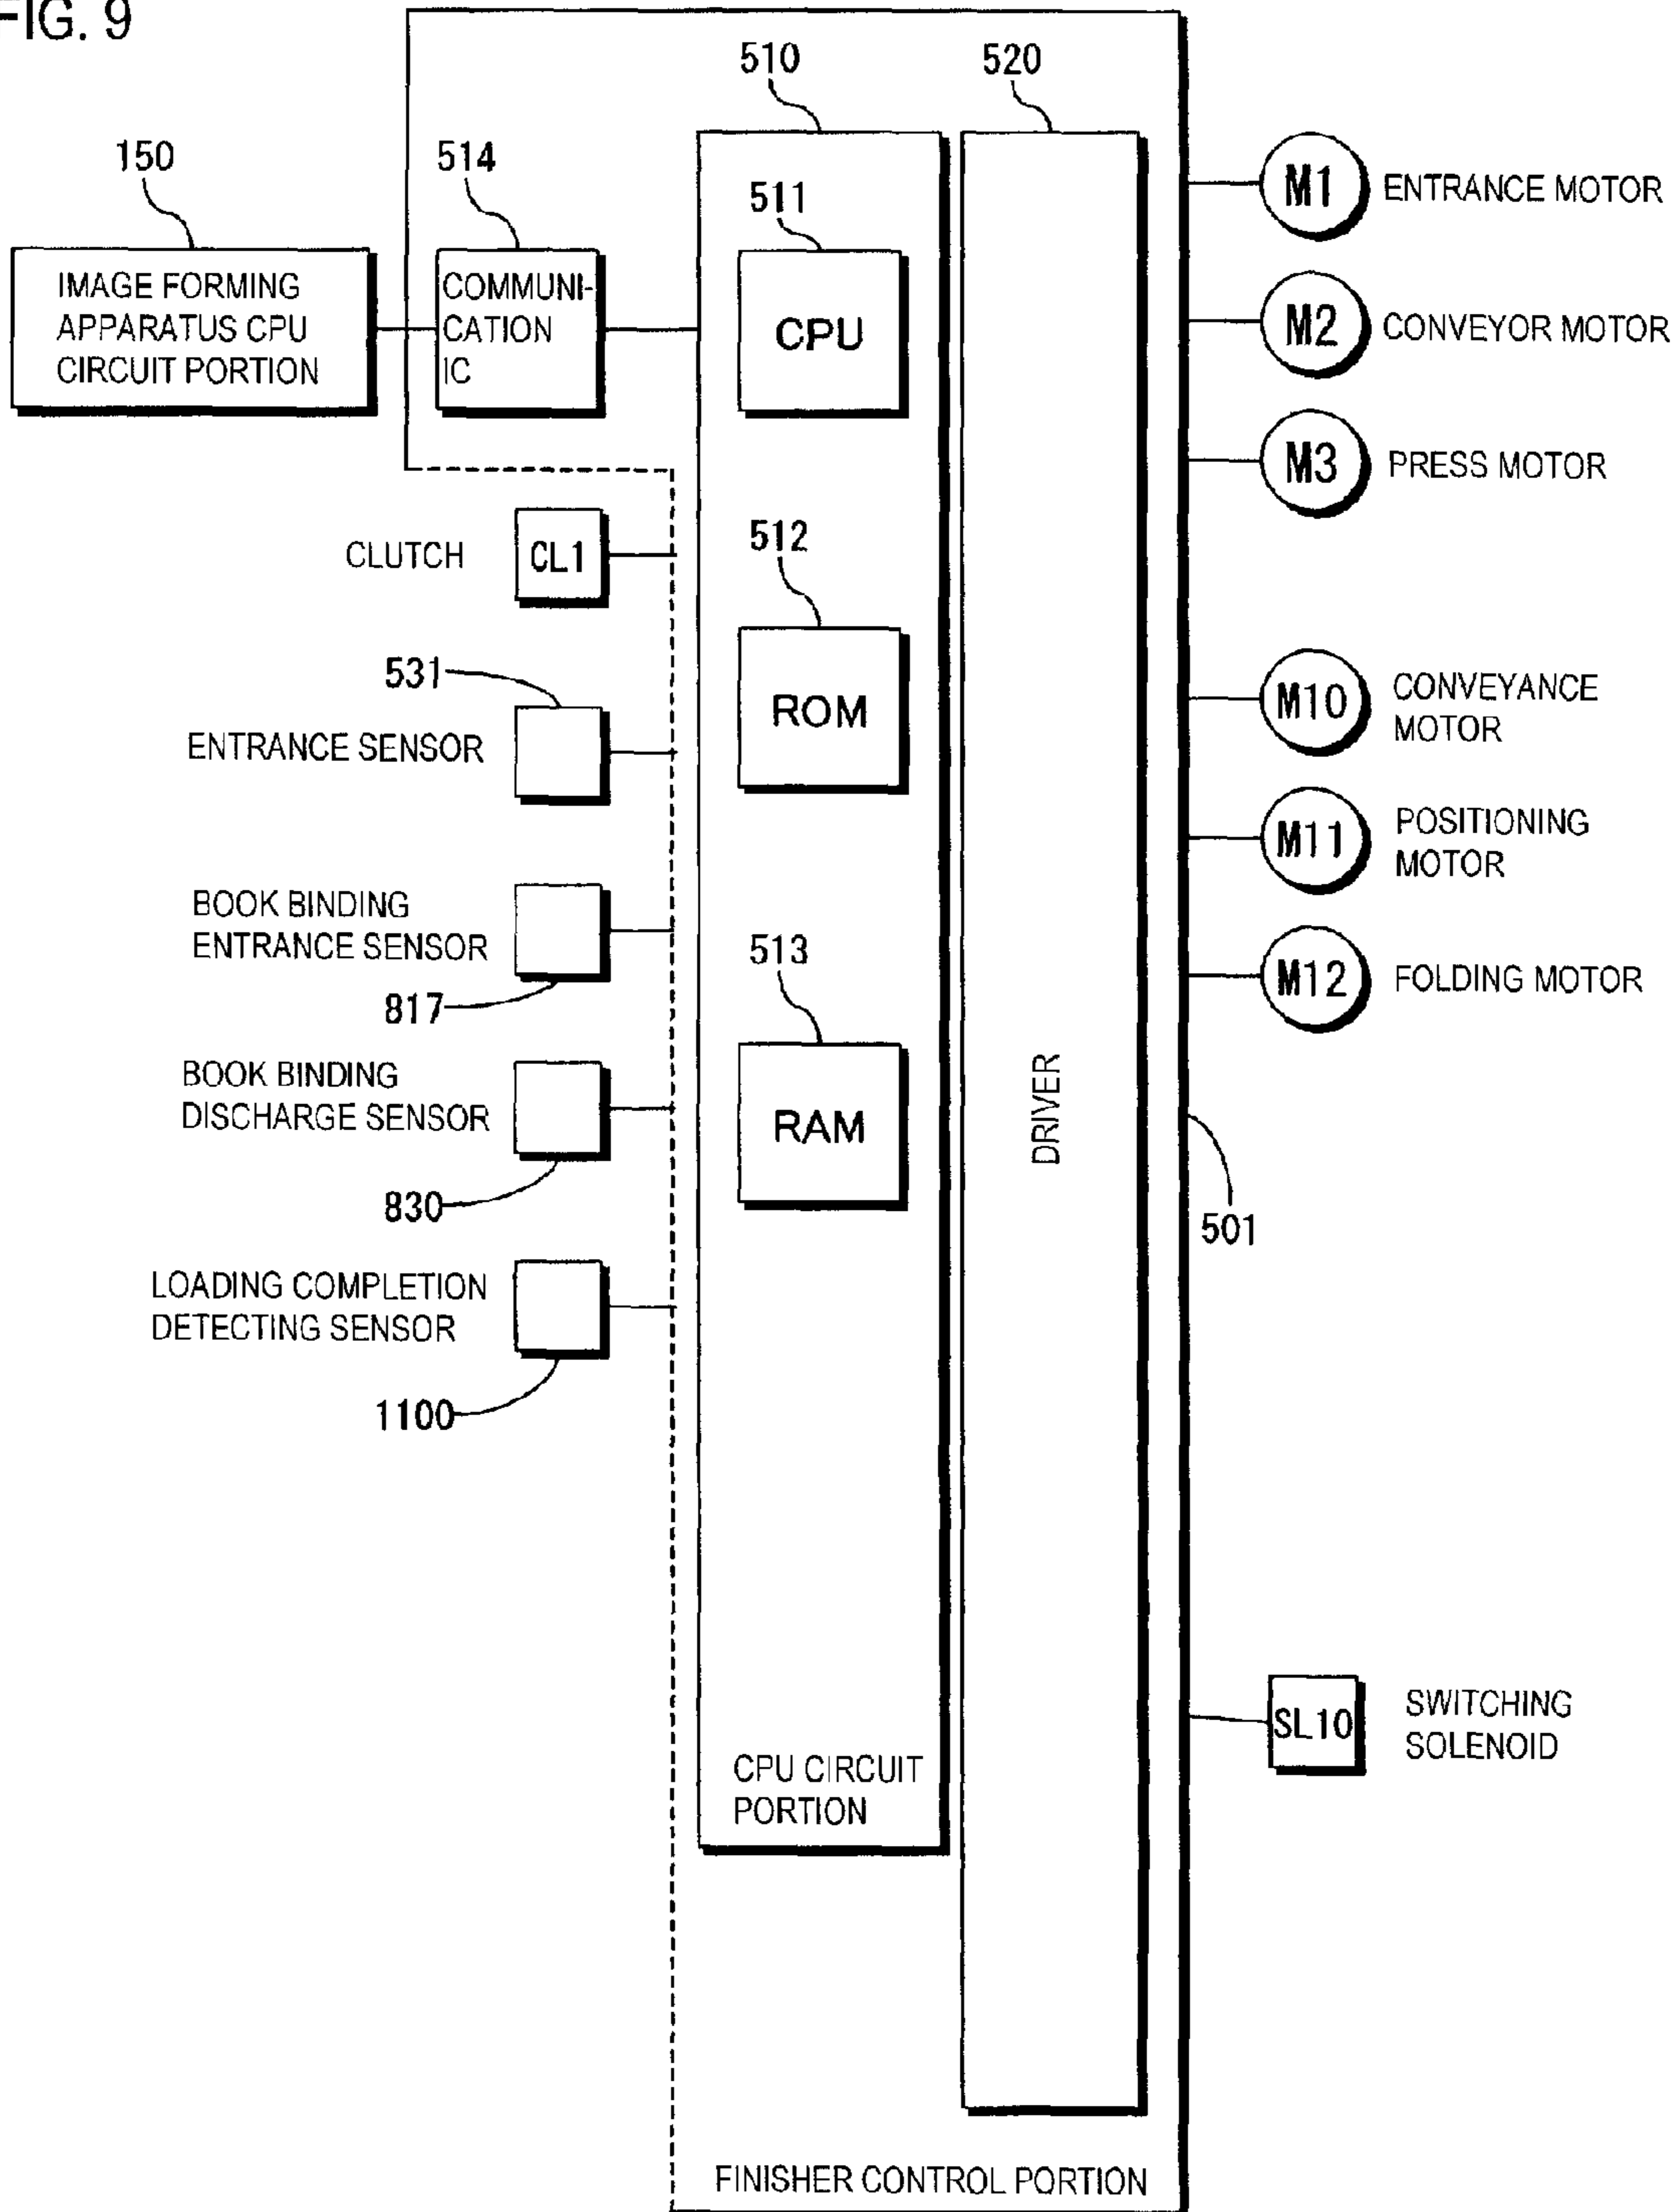 FIG. 9
510
520
150
514
M1 ENTRANCE MOTOR
511
IMAGE FORMING
APPARATUS CPU
CIRCUIT PORTION
COMMUNI-
CATION
IC
CPU
M2 CONVEYOR MOTOR
M3 PRESS MOTOR
CLUTCH CL1
512
531
ROM
M10 CONVEYANCE
MOTOR
ENTRANCE SENSOR
M11 POSITIONING
MOTOR
BOOK BINDING
ENTRANCE SENSOR
817
513
M12 FOLDING MOTOR
BOOK BINDING
DISCHARGE SENSOR
830
RAM
DRIVER
501
LOADING COMPLETION
DETECTING SENSOR
1100
SL10 SWITCHING
SOLENOID
CPU CIRCUIT
PORTION
FINISHER CONTROL PORTION